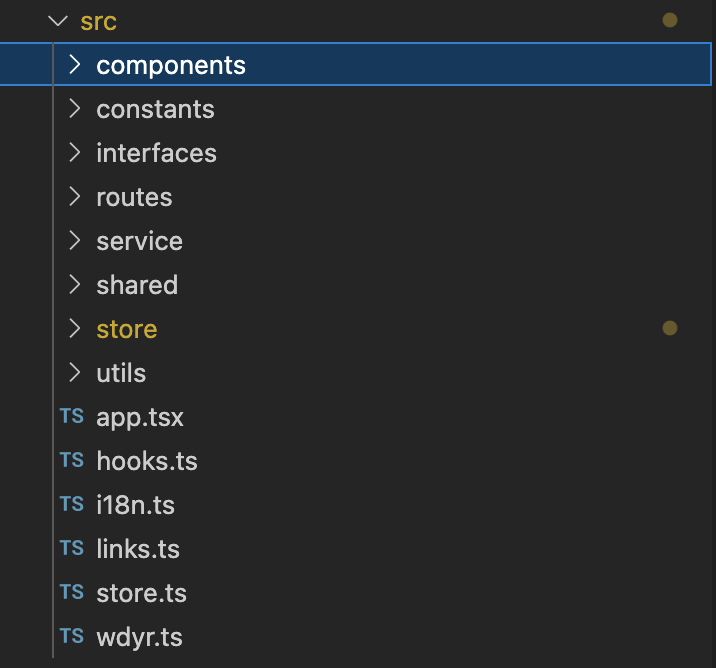 src
components
constants
interfaces
routes
service
shared
store
utils
TS app.tsx
TS hooks.ts
TS i18n.ts
TS links.ts
TS store.ts
TS wdyr.ts